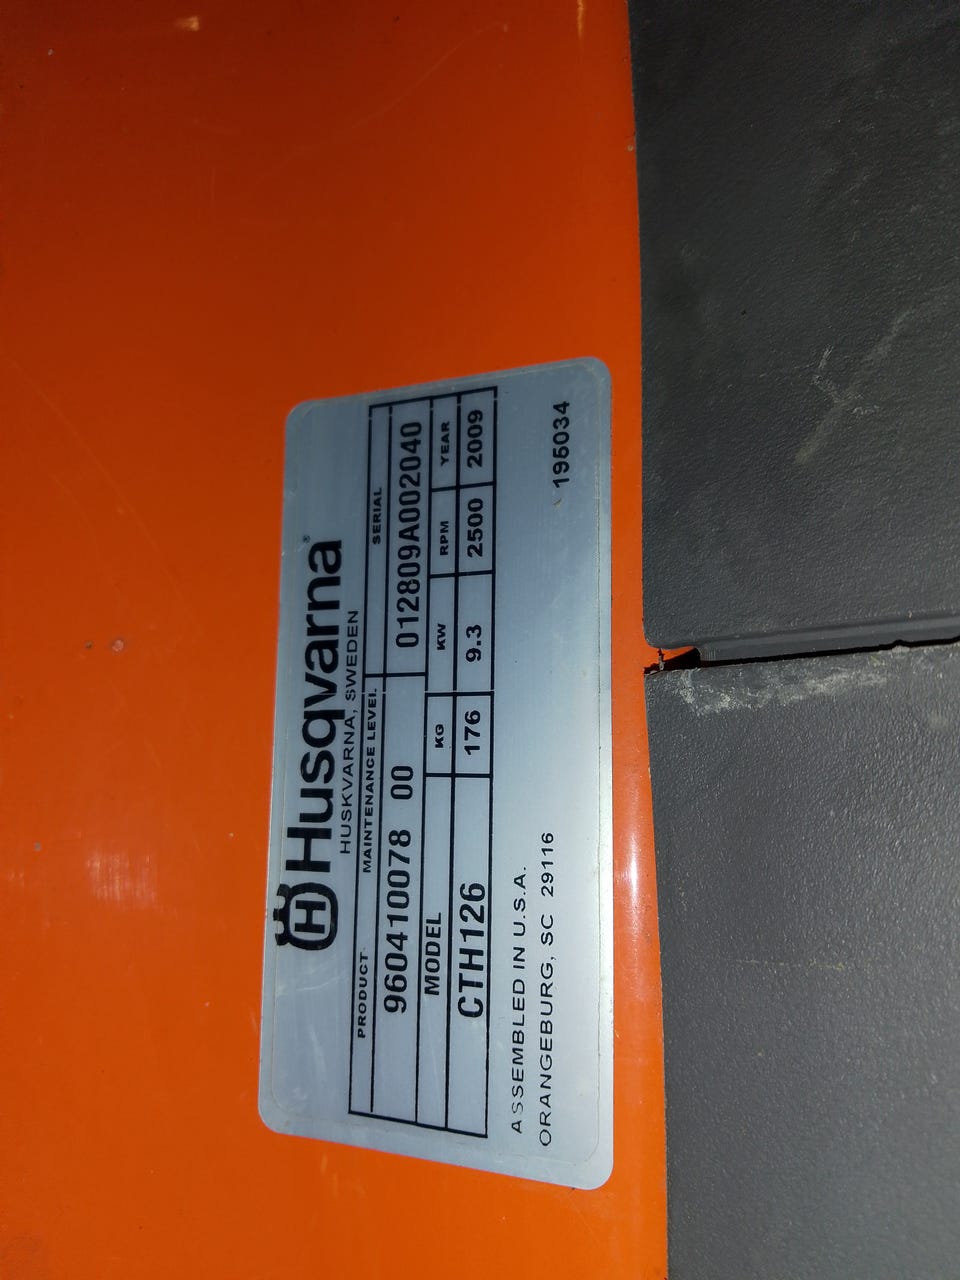 Husqvarna®
HUSKVARNA, SWEDEN
PRODUCT- MAINTENANCE LEVEL SERIAL
960410078 00 012809A002040
MODEL KG KW RPM YEAR
CTH126 176 9.3 2500 2009
ASSEMBLED IN U.S.A.
ORANGEBURG, SC 29116 195034